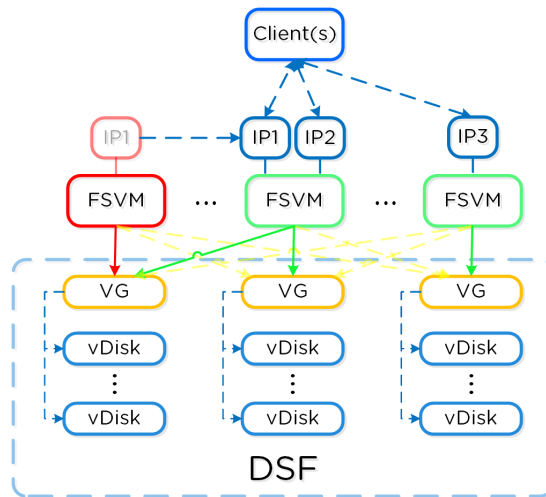 Client(s)
IP1 IP1 IP2 IP3
FSVM ... FSVM ... FSVM
VG VG VG
vDisk vDisk vDisk
vDisk vDisk vDisk
DSF